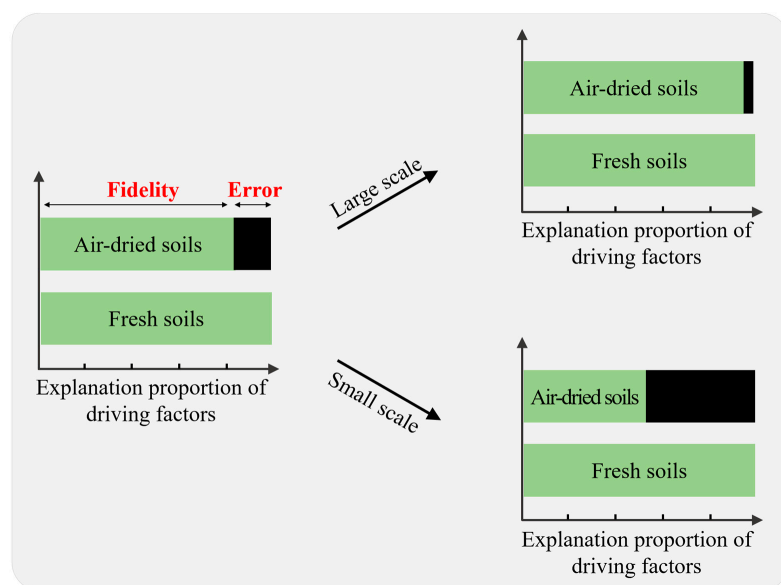 Fidelity Error
Air-dried soils
Fresh soils
Explanation proportion of
driving factors
Large scale
Small scale
Air-dried soils
Fresh soils
Explanation proportion of
driving factors
Air-dried soils
Fresh soils
Explanation proportion of
driving factors